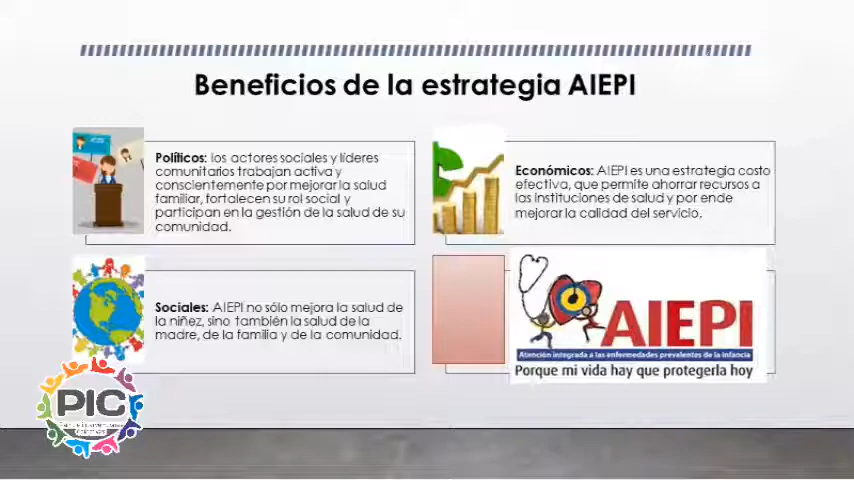 Beneficios de la estrategia AIEPI
Políticos: los actores sociales y líderes
comunitarios trabajan activa y
conscientemente por mejorar la salud
familiar, fortalecen su rol social y
participan en la gestión de la salud de su
comunidad.
Económicos: AIEPI es una estrategia costo
efectiva, que permite ahorrar recursos a
las instituciones de salud y por ende
mejorar la calidad del servicio.
Sociales: AIEPI no sólo mejora la salud de
la niñez, sino también la salud de la
madre, de la familia y de la comunidad.
AIEPI
Atención integrada a las enfermedades prevalentes de la infancia
Porque mi vida hay que protegerla hoy
PIC